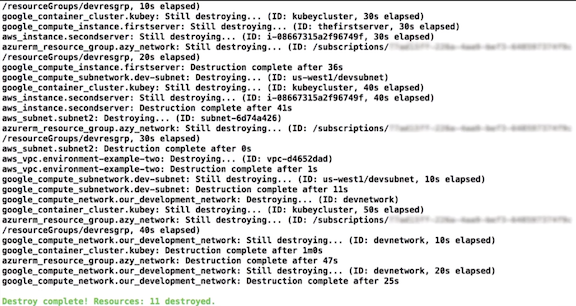 /resourceGroups/devresgrp, 10s elapsed)
google_container_cluster.kubey: Still destroying... (ID: kubeycluster, 30s elapsed)
google_compute_instance.firstserver: Still destroying... (ID: thefirstserver, 30s elapsed)
aws_instance.secondserver: Still destroying... (ID: i-08667315a2f96749f, 30s elapsed)
azurerm_resource_group.azy_network: Still destroying... (ID: /subscriptions/
/resourceGroups/devresgrp, 20s elapsed)
google_compute_instance.firstserver: Destruction complete after 36s
google_compute_subnetwork.dev-subnet: Destroying... (ID: us-west1/devsubnet)
google_container_cluster.kubey: Still destroying... (ID: kubeycluster, 40s elapsed)
aws_instance.secondserver: Still destroying... (ID: i-08667315a2f96749f, 40s elapsed)
aws_instance.secondserver: Destruction complete after 41s
aws_subnet.subnet2: Destroying... (ID: subnet-6d74a426)
azurerm_resource_group.azy_network: Still destroying... (ID: /subscriptions/
/resourceGroups/devresgrp, 30s elapsed)
aws_subnet.subnet2: Destruction complete after 0s
aws_vpc.environment-example-two: Destroying... (ID: vpc-d4652dad)
aws_vpc.environment-example-two: Destruction complete after 1s
google_compute_subnetwork.dev-subnet: Still destroying... (ID: us-west1/devsubnet, 10s elapsed)
google_compute_subnetwork.dev-subnet: Destruction complete after 11s
google_compute_network.our_development_network: Destroying... (ID: devnetwork)
google_container_cluster.kubey: Still destroying... (ID: kubeycluster, 50s elapsed)
azurerm_resource_group.azy_network: Still destroying... (ID: /subscriptions/
/resourceGroups/devresgrp, 40s elapsed)
google_compute_network.our_development_network: Still destroying... (ID: devnetwork, 10s elapsed)
google_container_cluster.kubey: Destruction complete after 1m0s
azurerm_resource_group.azy_network: Destruction complete after 47s
google_compute_network.our_development_network: Still destroying... (ID: devnetwork, 20s elapsed)
google_compute_network.our_development_network: Destruction complete after 25s
Destroy complete! Resources: 11 destroyed.